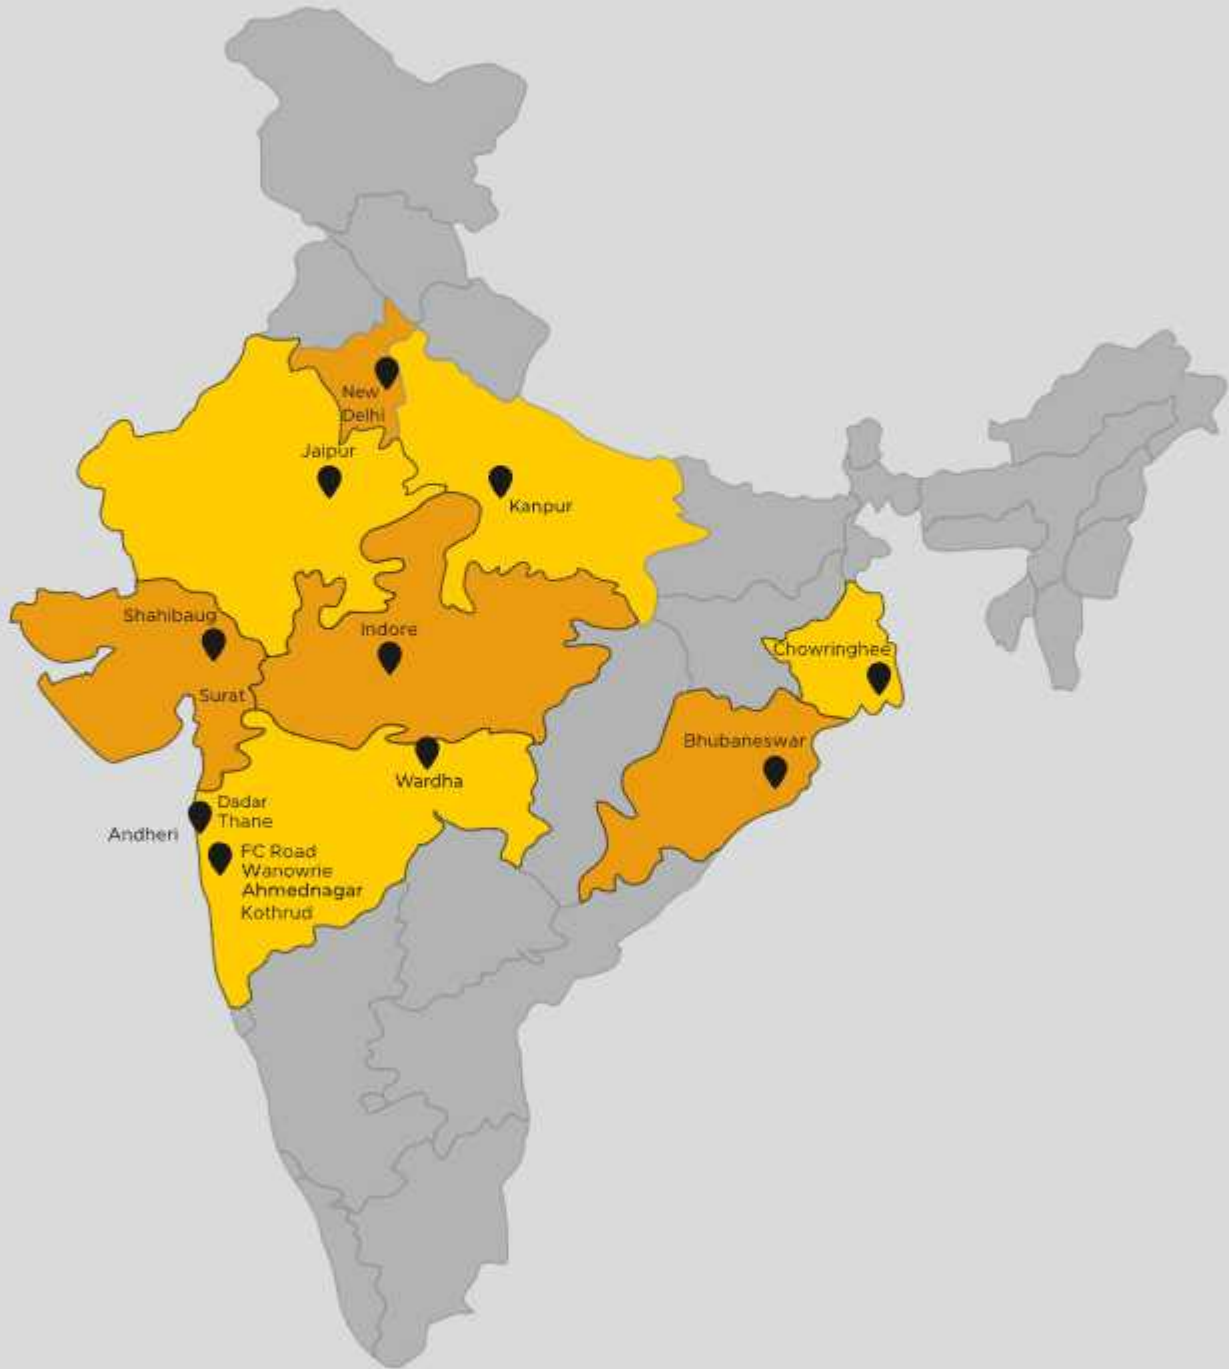 New
Delhi
Jaipur
Kanpur
Shahibaug
Indore
Chowringhee
Surat
Bhubaneswar
Wardha
Dadar
Thane
Andheri
FC Road
Wanowrie
Ahmednagar
Kothrud